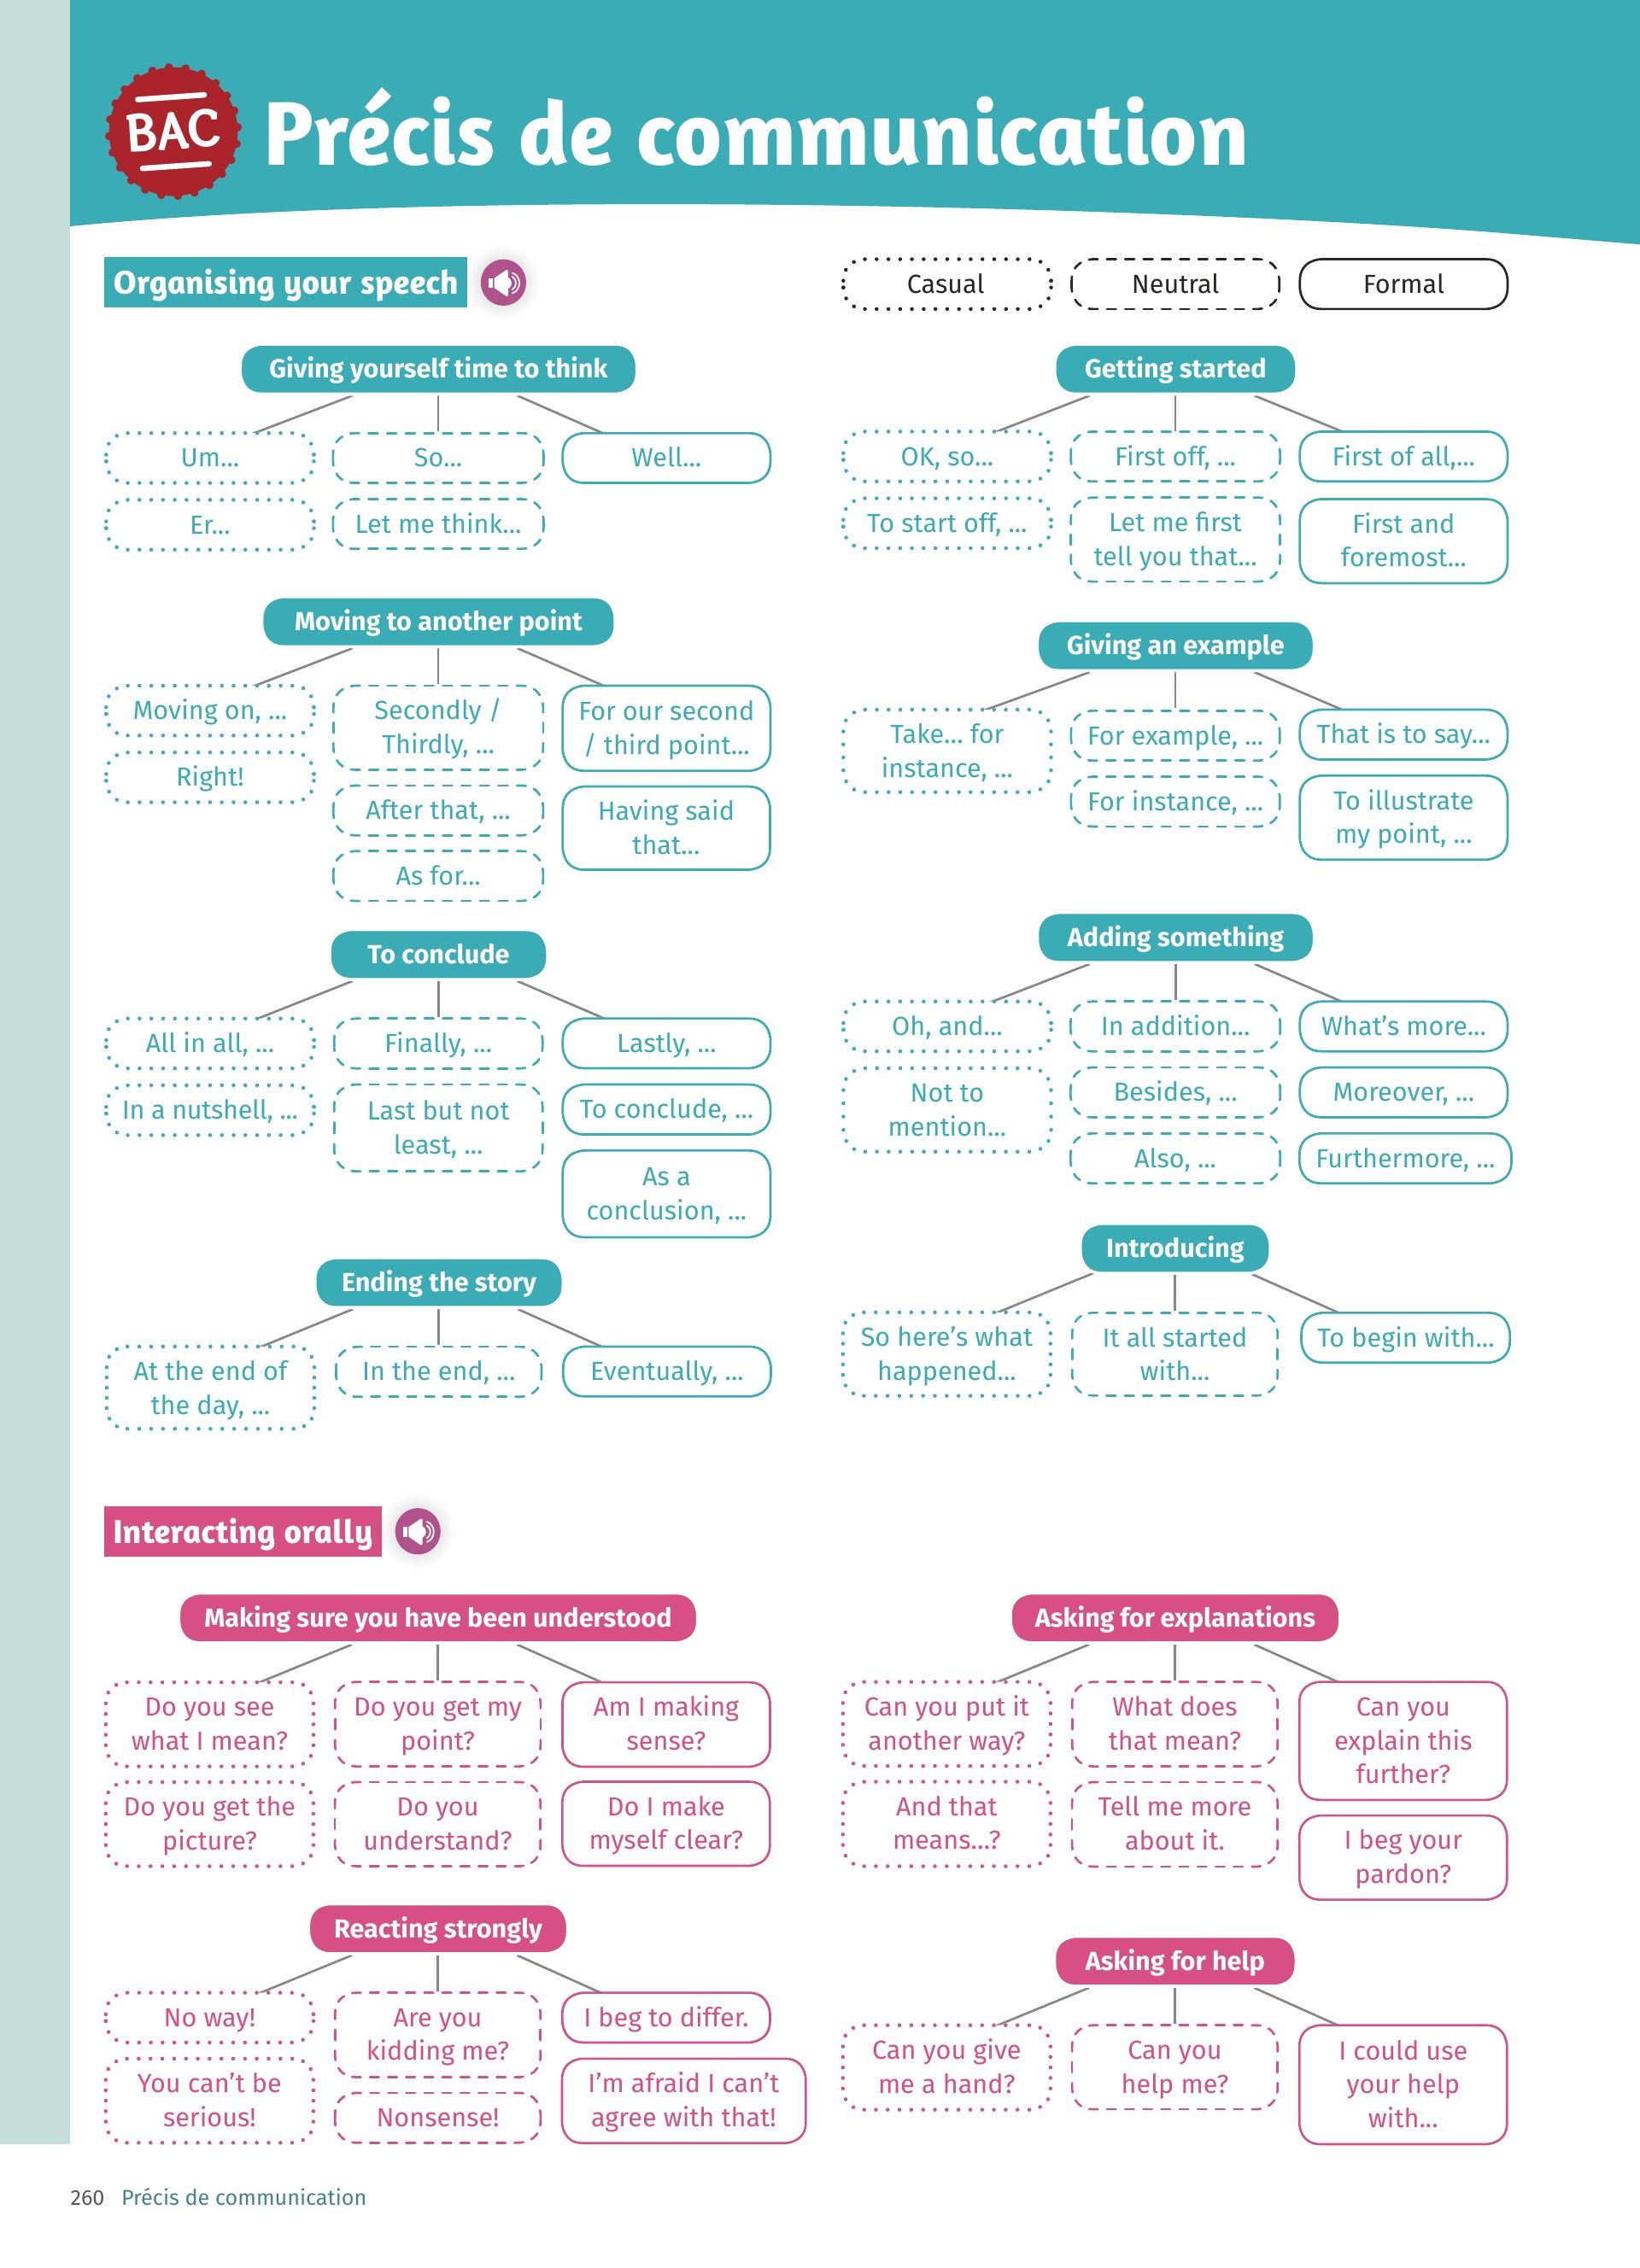 BAC
Précis de communication
Organising your speech
Casual
Neutral
Formal
Giving yourself time to think
Um...
So...
Well...
Er...
Let me think...
Getting started
OK, so...
First off, ...
First of all,...
To start off, ...
Let me first
tell you that...
First and
foremost...
Moving to another point
Moving on, ...
Right!
Secondly /
Thirdly, ...
After that, ...
As for...
For our second
/ third point...
Having said
that...
Giving an example
Take... for
instance, ...
For example, ...
For instance, ...
That is to say...
To illustrate
my point, ...
To conclude
All in all, ...
In a nutshell, ...
Finally, ...
Last but not
least, ...
Lastly, ...
To conclude, ...
As a
conclusion, ...
Adding something
Oh, and...
Not to
mention...
In addition...
Besides, ...
Also, ...
What's more...
Moreover, ...
Furthermore, ...
Ending the story
At the end of
the day, ...
In the end, ...
Eventually, ...
Introducing
So here's what
happened...
It all started
with...
To begin with...
Interacting orally
Making sure you have been understood
Do you see
what I mean?
Do you get the
picture?
Do you get my
point?
Do you
understand?
Am I making
sense?
Do I make
myself clear?
Asking for explanations
Can you put it
another way?
And that
means...?
What does
that mean?
Tell me more
about it.
Can you
explain this
further?
I beg your
pardon?
Reacting strongly
No way!
You can't be
serious!
Are you
kidding me?
Nonsense!
I beg to differ.
I'm afraid I can't
agree with that!
Asking for help
Can you give
me a hand?
Can you
help me?
I could use
your help
with...
260 Précis de communication